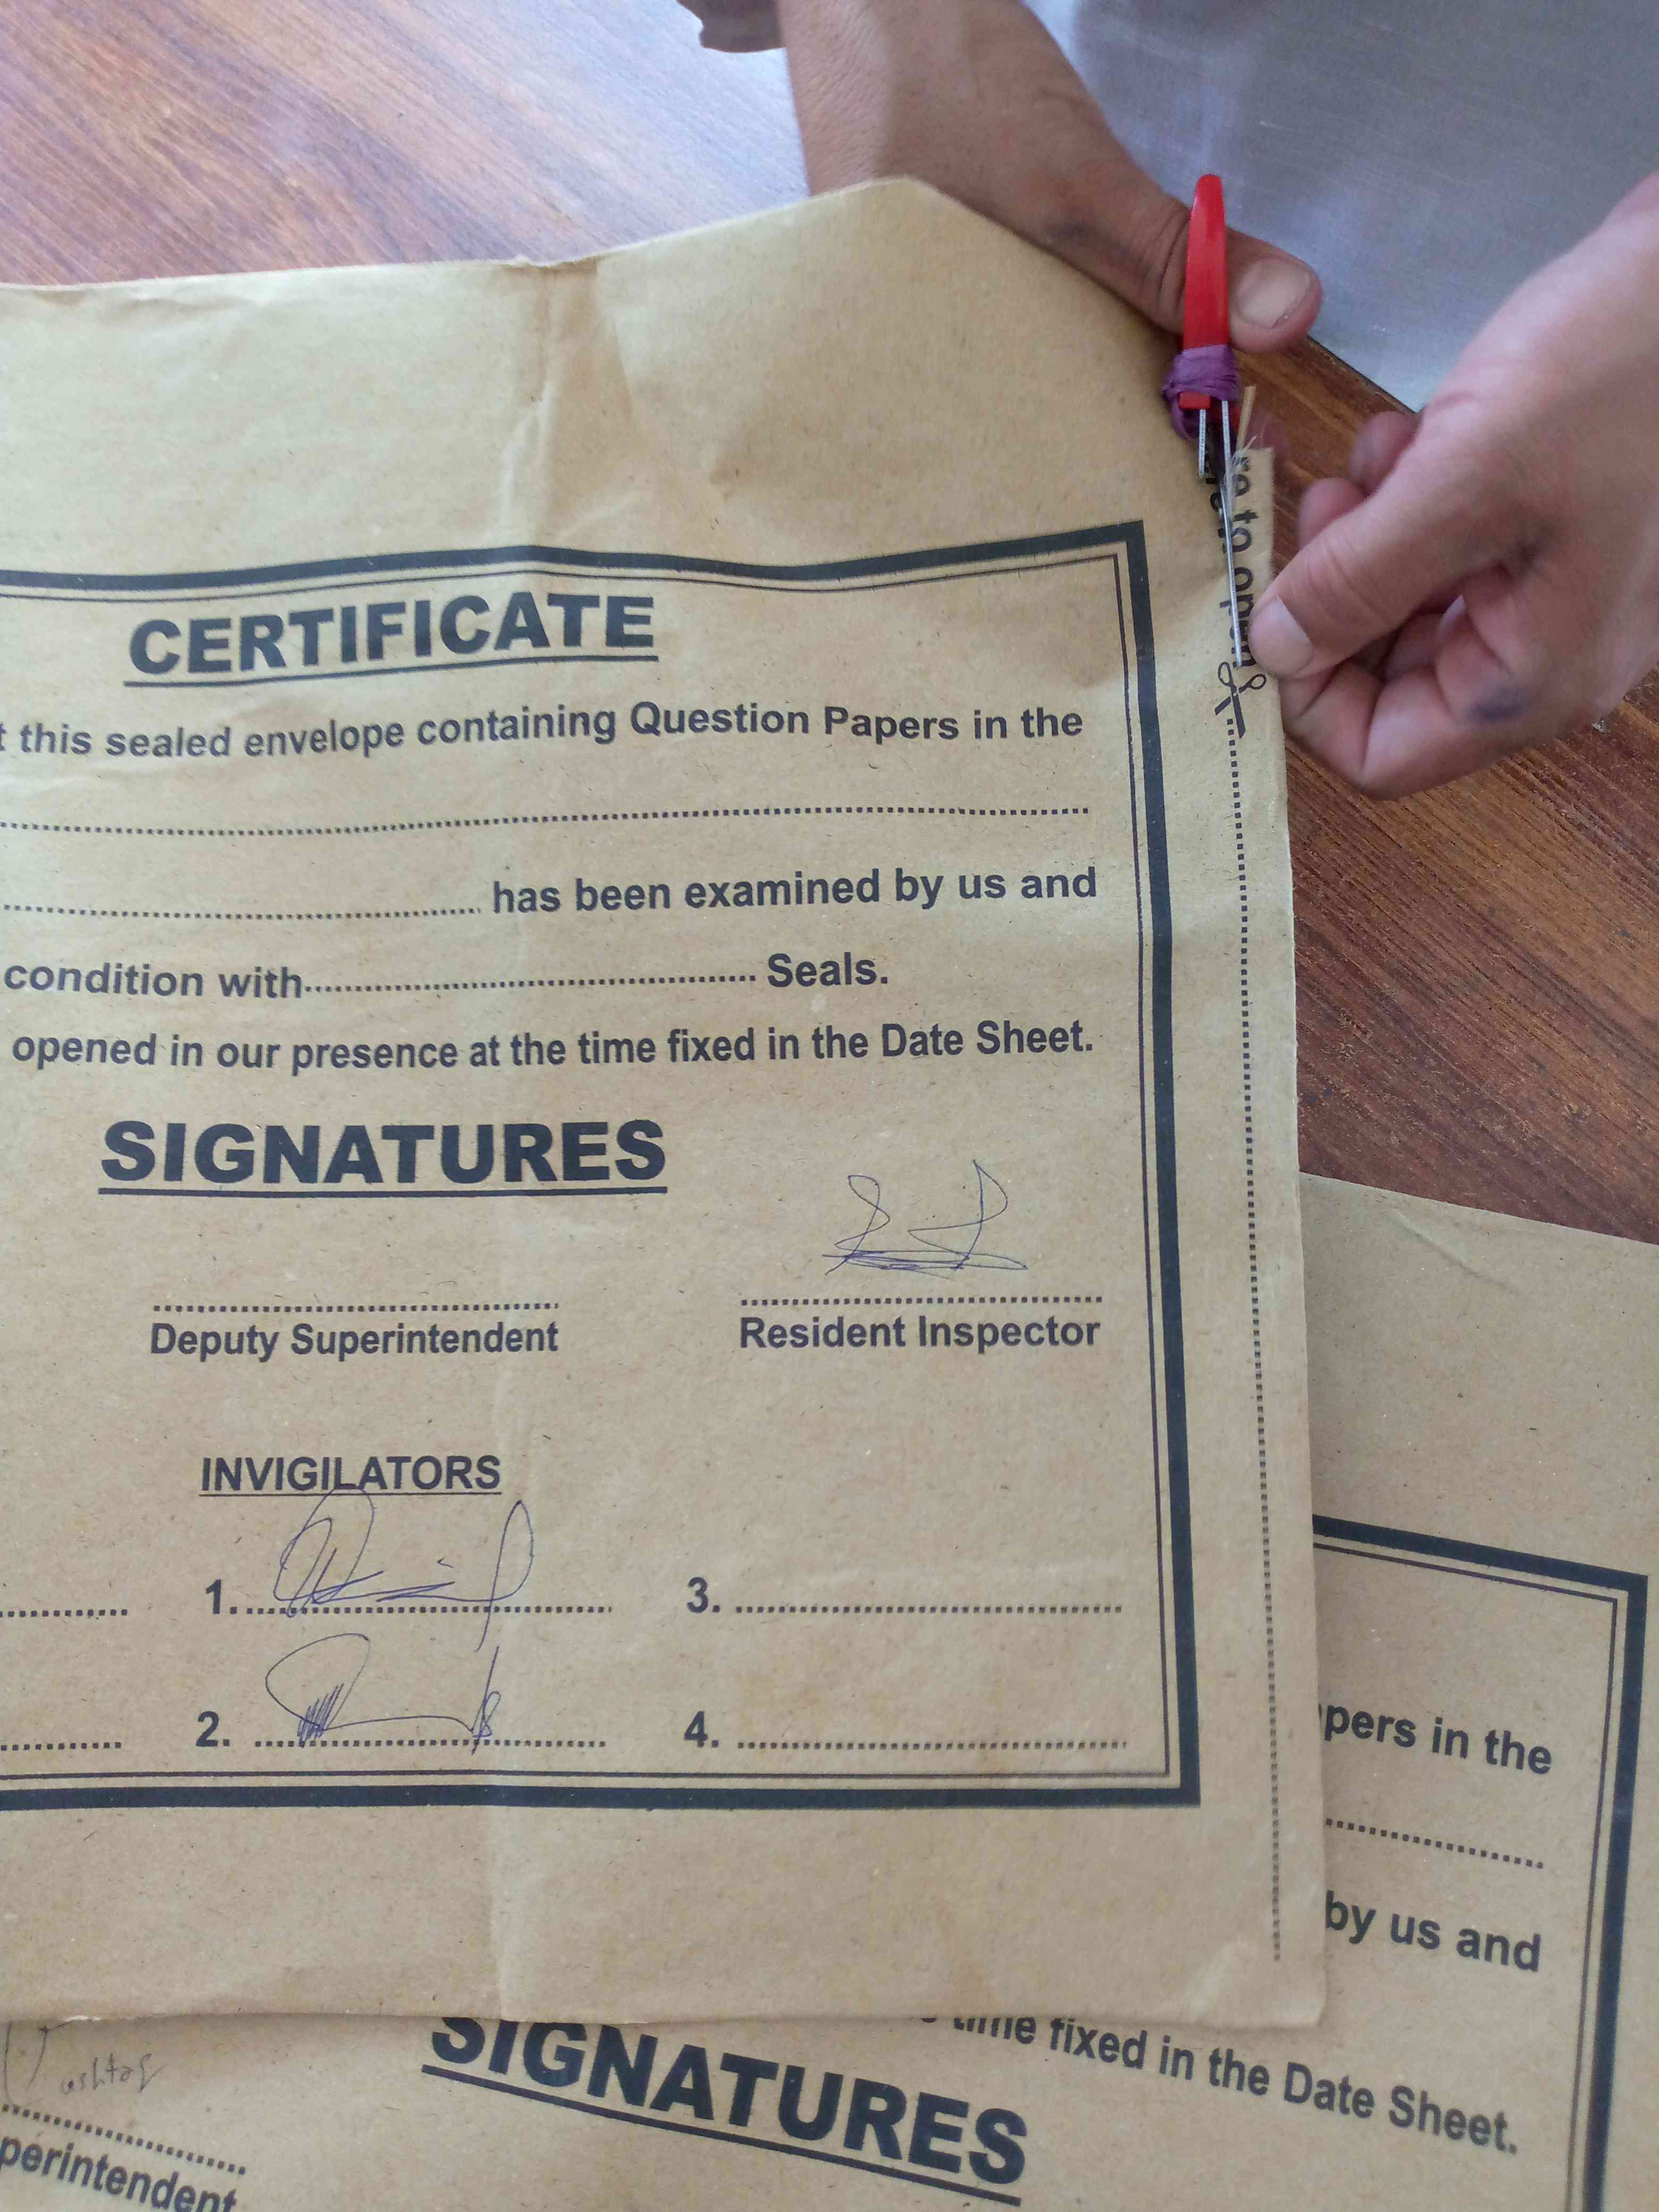 re to open
CERTIFICATE
this sealed envelope containing Question Papers in the
has been examined by us and
condition with.......................................... Seals.
opened in our presence at the time fixed in the Date Sheet.
SIGNATURES
Deputy Superintendent
Resident Inspector
INVIGILATORS
1.
3.
2.
4.
pers in the
by us and
time fixed in the Date Sheet.
SIGNATURES
perintendent